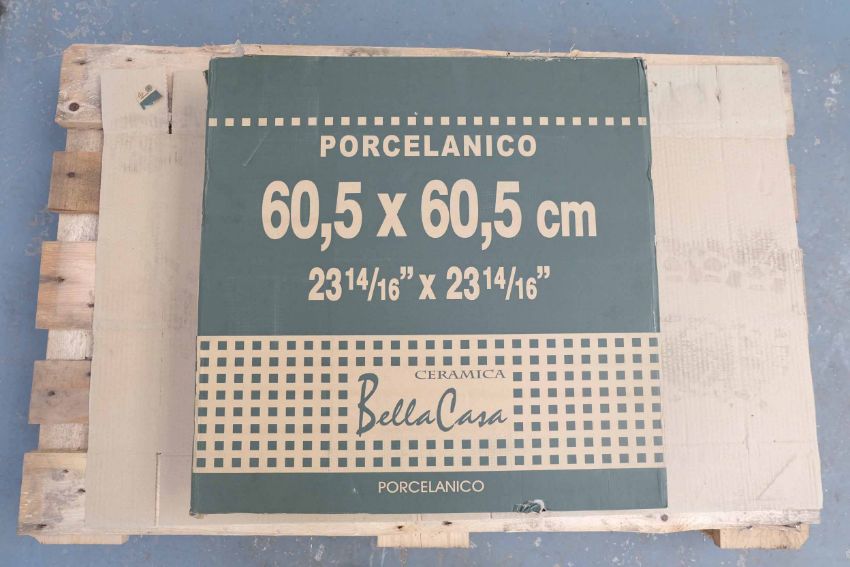 PORCELANICO
60,5 x 60,5 cm
23 14/16” x 23 14/16”
CERAMICA
BellaCasa
PORCELANICO